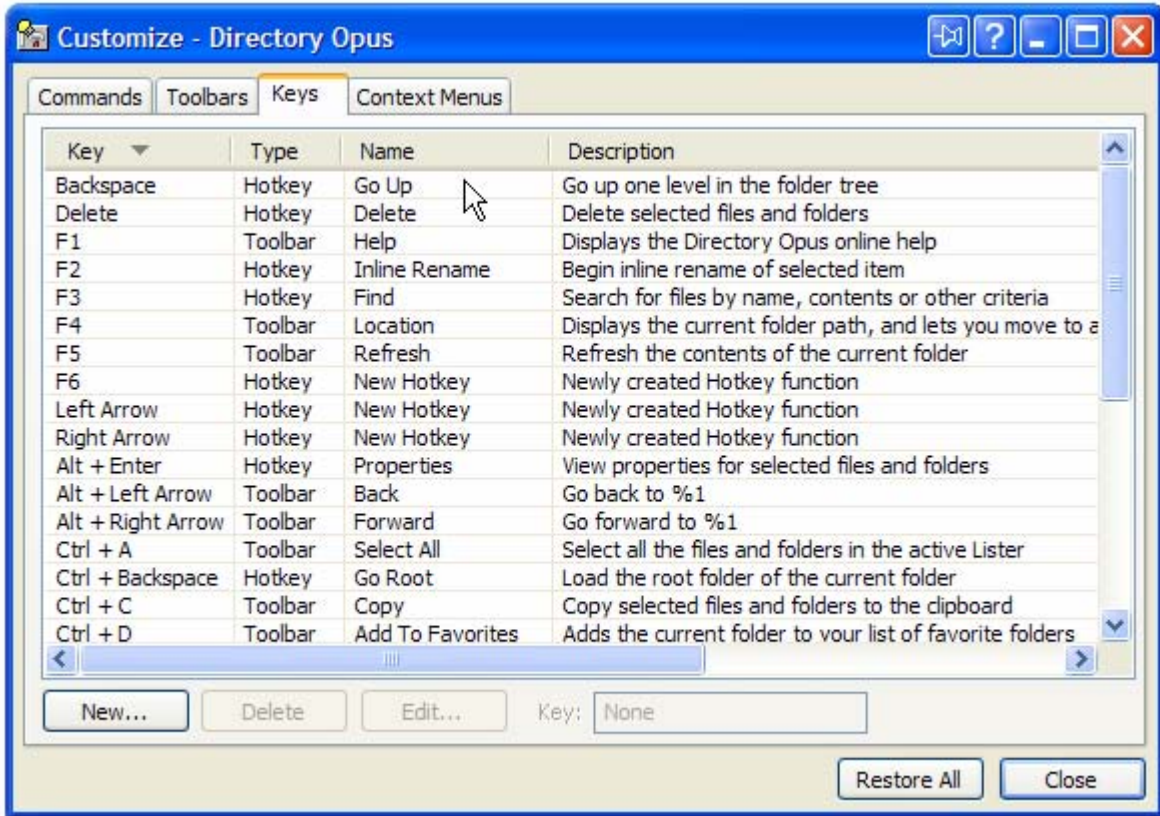 Customize - Directory Opus
Commands Toolbars Keys Context Menus
Key Type Name Description
Backspace Hotkey Go Up Go up one level in the folder tree
Delete Hotkey Delete Delete selected files and folders
F1 Toolbar Help Displays the Directory Opus online help
F2 Hotkey Inline Rename Begin inline rename of selected item
F3 Hotkey Find Search for files by name, contents or other criteria
F4 Toolbar Location Displays the current folder path, and lets you move to a
F5 Toolbar Refresh Refresh the contents of the current folder
F6 Hotkey New Hotkey Newly created Hotkey function
Left Arrow Hotkey New Hotkey Newly created Hotkey function
Right Arrow Hotkey New Hotkey Newly created Hotkey function
Alt + Enter Hotkey Properties View properties for selected files and folders
Alt + Left Arrow Toolbar Back Go back to %1
Alt + Right Arrow Toolbar Forward Go forward to %1
Ctrl + A Toolbar Select All Select all the files and folders in the active Lister
Ctrl + Backspace Hotkey Go Root Load the root folder of the current folder
Ctrl + C Toolbar Copy Copy selected files and folders to the clipboard
Ctrl + D Toolbar Add To Favorites Adds the current folder to your list of favorite folders
New... Delete Edit... Key: None
Restore All Close